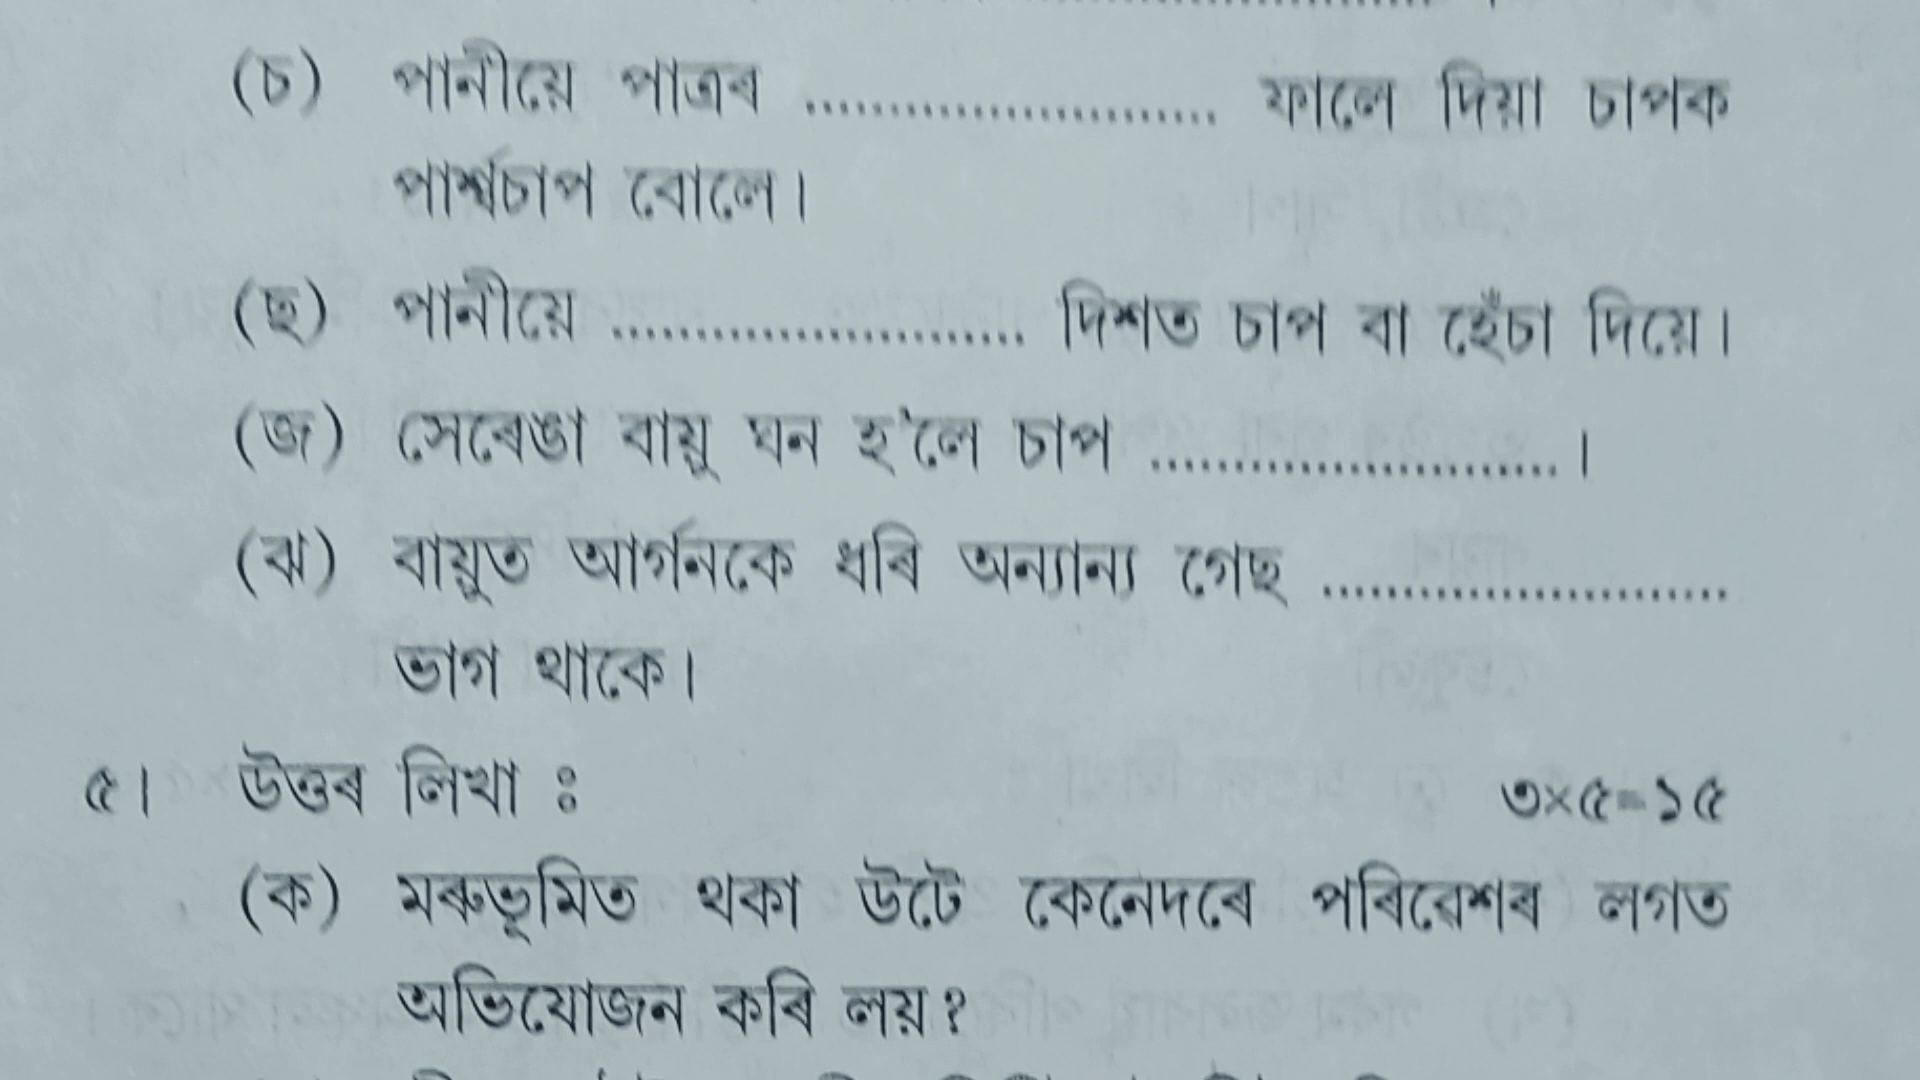 (চ) পানীয়ে পাত্ৰৰ ........................ ফালে দিয়া চাপক
পাৰ্শ্বচাপ বোলে।
(ছ) পানীয়ে ........................ দিশত চাপ বা হেঁচা দিয়ে।
(জ) সেৰেঙা বায়ু ঘন হ'লে চাপ ........................ ।
(ঝ) বায়ুত আৰ্গনকে ধৰি অন্যান্য গেছ ........................
ভাগ থাকে।
৫। উত্তৰ লিখা ঃ ৩×৫=১৫
(ক) মৰুভূমিত থকা উটে কেনেদৰে পৰিৱেশৰ লগত
অভিযোজন কৰি লয়?